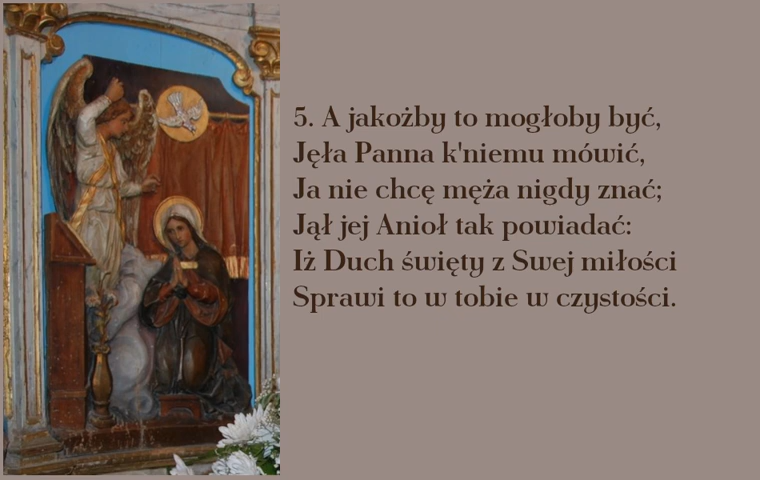 5. A jakożby to mogłoby być,
Jęła Panna k'niemu mówić,
Ja nie chcę męża nigdy znać;
Jął jej Anioł tak powiadać:
Iż Duch święty z Swej miłości
Sprawi to w tobie w czystości.